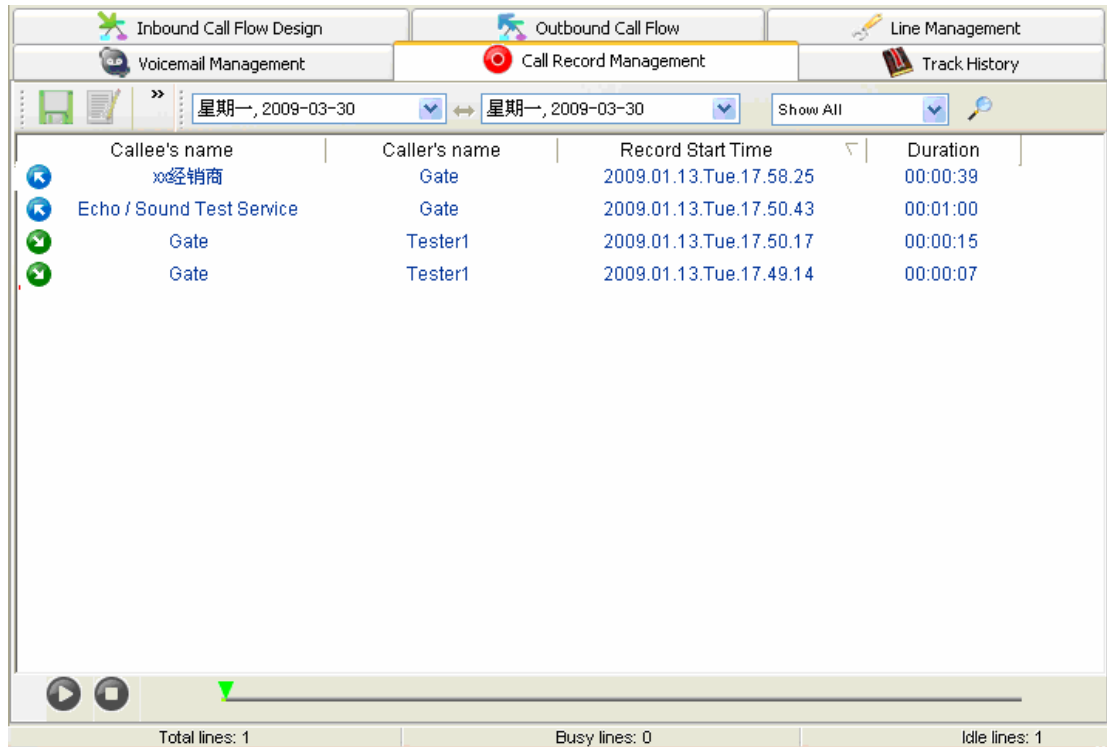 Inbound Call Flow Design Outbound Call Flow Line Management
Voicemail Management Call Record Management Track History
» 星期一, 2009-03-30 星期一, 2009-03-30 Show All
Callee's name Caller's name Record Start Time Duration
xx经销商 Gate 2009.01.13.Tue.17.58.25 00:00:39
Echo / Sound Test Service Gate 2009.01.13.Tue.17.50.43 00:01:00
Gate Tester1 2009.01.13.Tue.17.50.17 00:00:15
Gate Tester1 2009.01.13.Tue.17.49.14 00:00:07
Total lines: 1 Busy lines: 0 Idle lines: 1